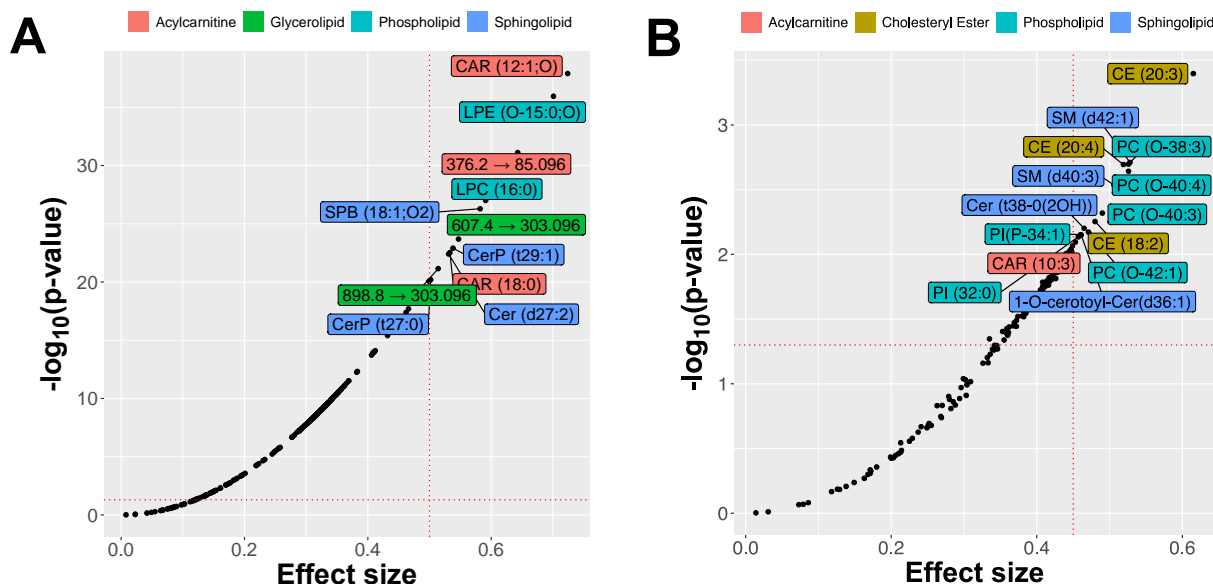 A
Acylcarnitine Glycerolipid Phospholipid Sphingolipid
CAR (12:1;O)
LPE (O-15:0;O)
376.2 → 85.096
LPC (16:0)
SPB (18:1;O2)
607.4 → 303.096
CerP (t29:1)
CAR (18:0)
898.8 → 303.096
Cer (d27:2)
CerP (t27:0)
30
20
10
0
0.0 0.2 0.4 0.6
-log10(p-value)
Effect size
B
Acylcarnitine Cholesteryl Ester Phospholipid Sphingolipid
CE (20:3)
SM (d42:1)
CE (20:4)
PC (O-38:3)
SM (d40:3)
PC (O-40:4)
Cer (t38-0(2OH))
PC (O-40:3)
PI(P-34:1)
CE (18:2)
CAR (10:3)
PC (O-42:1)
PI (32:0)
1-O-cerotoyl-Cer(d36:1)
3
2
1
0
0.0 0.2 0.4 0.6
-log10(p-value)
Effect size